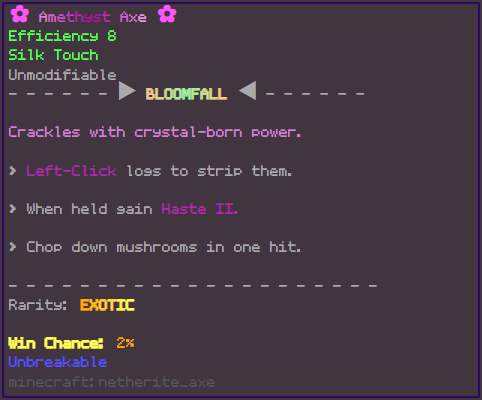 ✿ Amethyst Axe ✿
Efficiency 8
Silk Touch
Unmodifiable
- - - - - - ▶ BLOOMFALL ◀ - - - - - -
Crackles with crystal-born power.
> Left-Click logs to strip them.
> When held gain Haste II.
> Chop down mushrooms in one hit.
- - - - - - - - - - - - - - - - - - - - -
Rarity: EXOTIC
Win Chance: 2%
Unbreakable
minecraft:netherite_axe